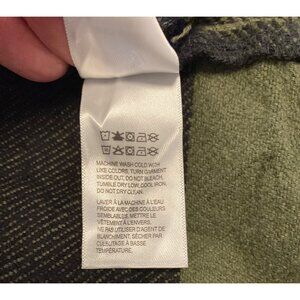 MACHINE WASH COLD WITH
LIKE COLORS. TURN GARMENT
INSIDE OUT, DO NOT BLEACH,
TUMBLE DRY LOW, COOL IRON,
DO NOT DRY CLEAN.
LAVER À LA MACHINE À L'EAU
FROIDE AVEC DES COULEURS
SEMBLABLES. METTRE LE
VÊTEMENT À L'ENVERS.
NE PAS UTILISER D'AGENT DE
BLANCHIMENT, SÉCHER PAR
CULBUTAGE À BASSE
TEMPÉRATURE.